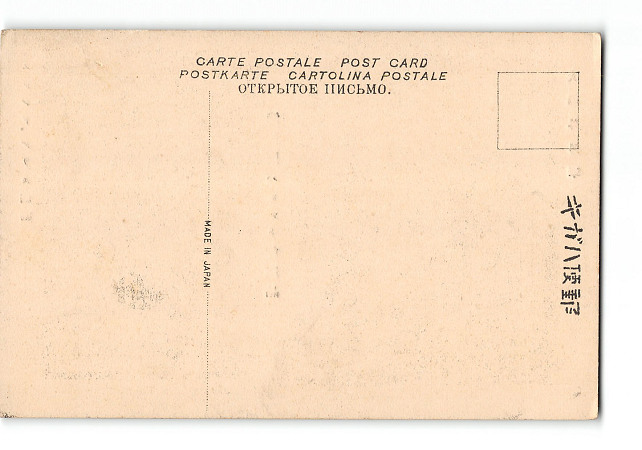 CARTE POSTALE POST CARD
POSTKARTE CARTOLINA POSTALE
ОТКРЫТОЕ ПИСЬМО.
MADE IN JAPAN
郵便ハガキ